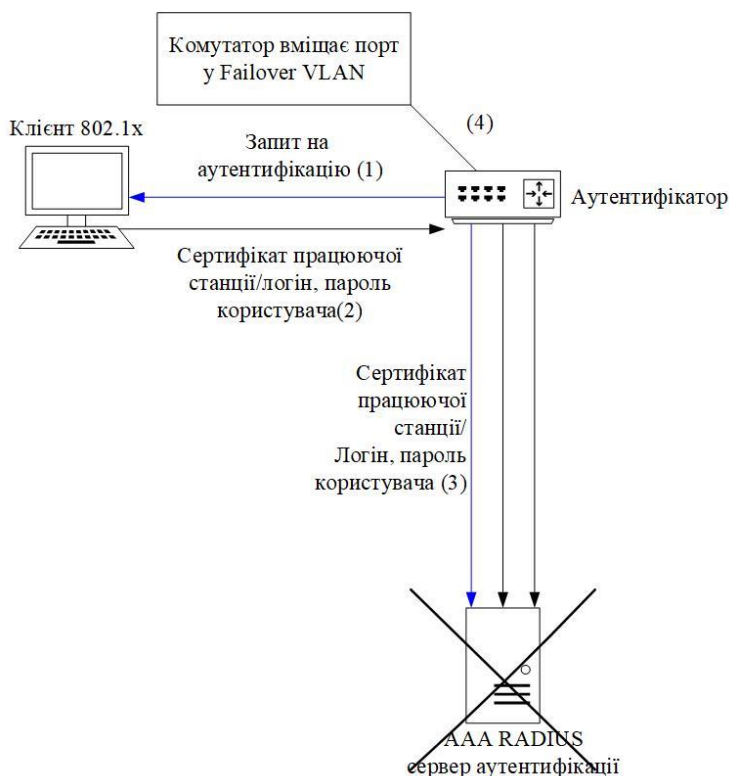 Комутатор вміщає порт
у Failover VLAN
Клієнт 802.1x
(4)
Запит на
аутентифікацію (1)
Аутентифікатор
Сертифікат працюючої
станції/логін, пароль
користувача(2)
Сертифікат
працюючої
станції/
Логін, пароль
користувача (3)
AAA RADIUS
сервер аутентифікації